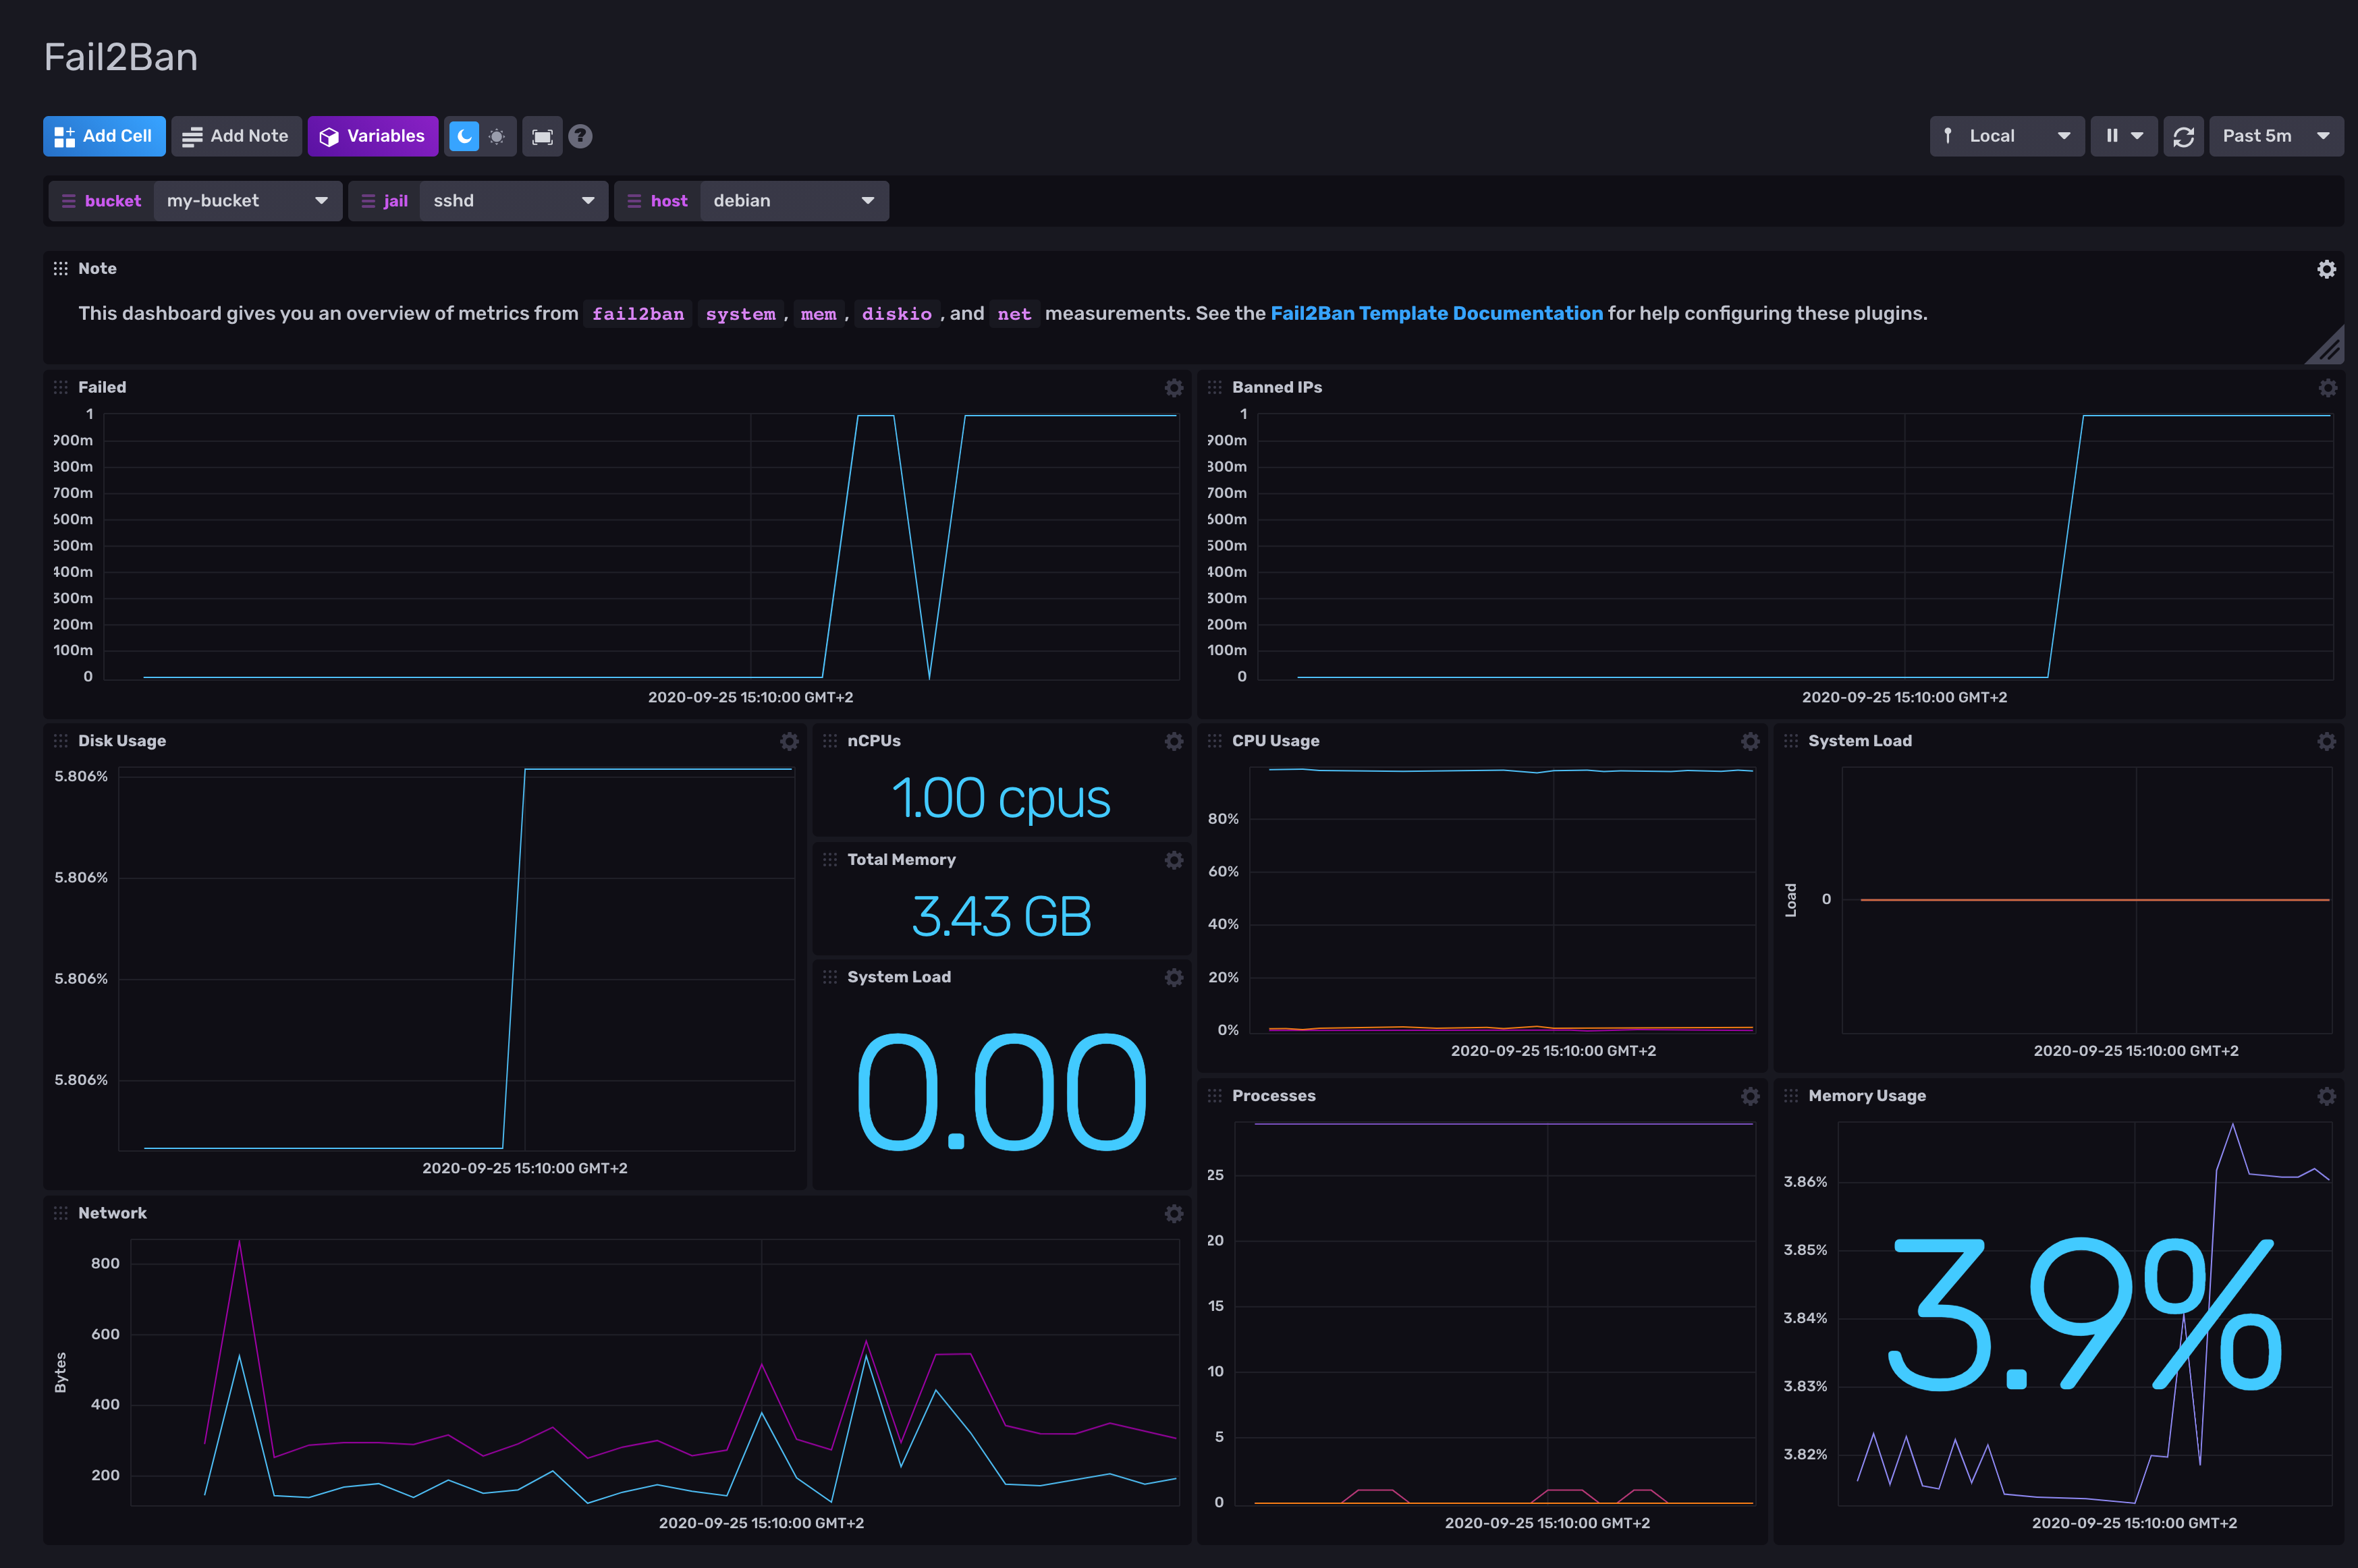 Fail2Ban
Add Cell Add Note Variables ? Local Past 5m
bucket my-bucket jail sshd host debian
Note
This dashboard gives you an overview of metrics from fail2ban system, mem, diskio, and net measurements. See the Fail2Ban Template Documentation for help configuring these plugins.
Failed
1
900m
800m
700m
600m
500m
400m
300m
200m
100m
0
2020-09-25 15:10:00 GMT+2
Banned IPs
1
900m
800m
700m
600m
500m
400m
300m
200m
100m
0
2020-09-25 15:10:00 GMT+2
Disk Usage
5.806%
5.806%
5.806%
5.806%
2020-09-25 15:10:00 GMT+2
nCPUs
1.00 cpus
Total Memory
3.43 GB
System Load
0.00
CPU Usage
80%
60%
40%
20%
0%
2020-09-25 15:10:00 GMT+2
System Load
Load
0
2020-09-25 15:10:00 GMT+2
Network
Bytes
800
600
400
200
2020-09-25 15:10:00 GMT+2
Processes
25
20
15
10
5
0
2020-09-25 15:10:00 GMT+2
Memory Usage
3.86%
3.85%
3.84%
3.83%
3.82%
3.9%
2020-09-25 15:10:00 GMT+2